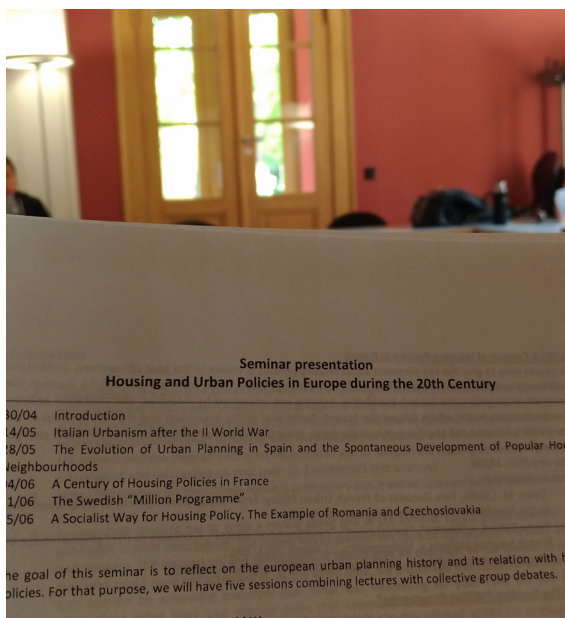 Seminar presentation
Housing and Urban Policies in Europe during the 20th Century
30/04 Introduction
14/05 Italian Urbanism after the II World War
28/05 The Evolution of Urban Planning in Spain and the Spontaneous Development of Popular
Neighbourhoods
4/06 A Century of Housing Policies in France
1/06 The Swedish “Million Programme”
5/06 A Socialist Way for Housing Policy. The Example of Romania and Czechoslovakia
he goal of this seminar is to reflect on the european urban planning history and its relation with
olicies. For that purpose, we will have five sessions combining lectures with collective group debates.